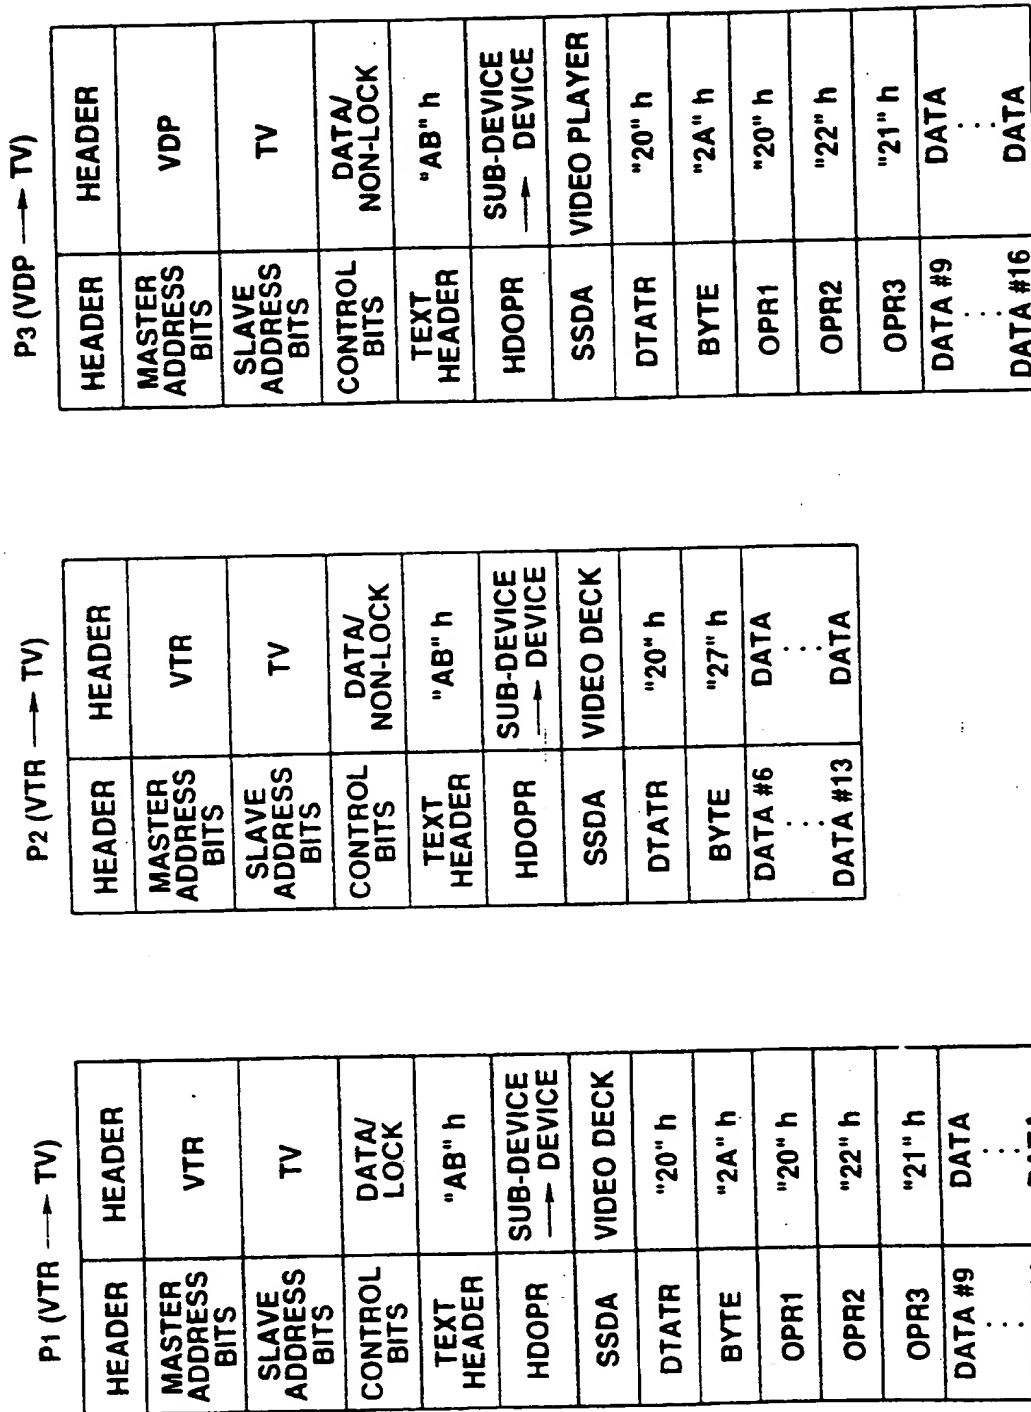 P1 (VTR → TV)
HEADER HEADER
MASTER ADDRESS BITS VTR
SLAVE ADDRESS BITS TV
CONTROL BITS DATA/ LOCK
TEXT HEADER "AB" h
HDOPR SUB-DEVICE → DEVICE
SSDA VIDEO DECK
DTATR "20" h
BYTE "2A" h
OPR1 "20" h
OPR2 "22" h
OPR3 "21" h
DATA #9 DATA
P2 (VTR → TV)
HEADER HEADER
MASTER ADDRESS BITS VTR
SLAVE ADDRESS BITS TV
CONTROL BITS DATA/ NON-LOCK
TEXT HEADER "AB" h
HDOPR SUB-DEVICE → DEVICE
SSDA VIDEO DECK
DTATR "20" h
BYTE "27" h
DATA #6 DATA
DATA #13 DATA
P3 (VDP → TV)
HEADER HEADER
MASTER ADDRESS BITS VDP
SLAVE ADDRESS BITS TV
CONTROL BITS DATA/ NON-LOCK
TEXT HEADER "AB" h
HDOPR SUB-DEVICE → DEVICE
SSDA VIDEO PLAYER
DTATR "20" h
BYTE "2A" h
OPR1 "20" h
OPR2 "22" h
OPR3 "21" h
DATA #9 DATA
DATA #16 DATA